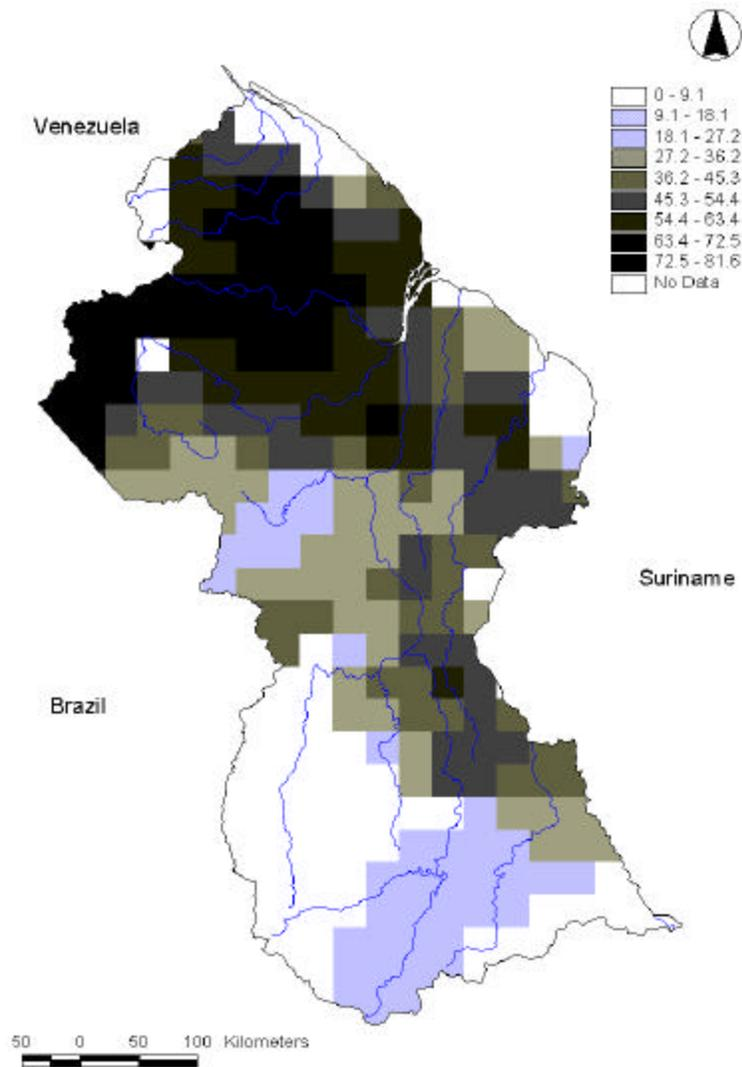 Venezuela
0 - 9.1
9.1 - 18.1
18.1 - 27.2
27.2 - 36.2
36.2 - 45.3
45.3 - 54.4
54.4 - 63.4
63.4 - 72.5
72.5 - 81.6
No Data
Suriname
Brazil
50 0 50 100 Kilometers